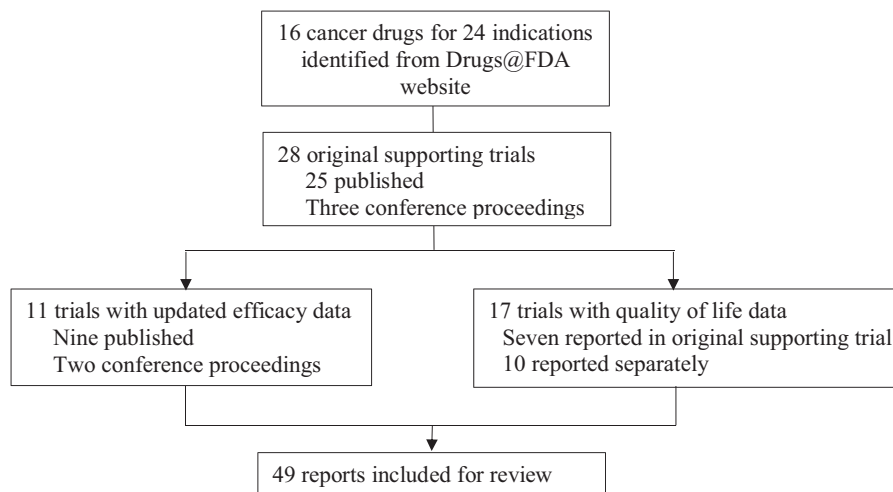 16 cancer drugs for 24 indications
identified from Drugs@FDA
website
28 original supporting trials
25 published
Three conference proceedings
11 trials with updated efficacy data
Nine published
Two conference proceedings
17 trials with quality of life data
Seven reported in original supporting trial
10 reported separately
49 reports included for review